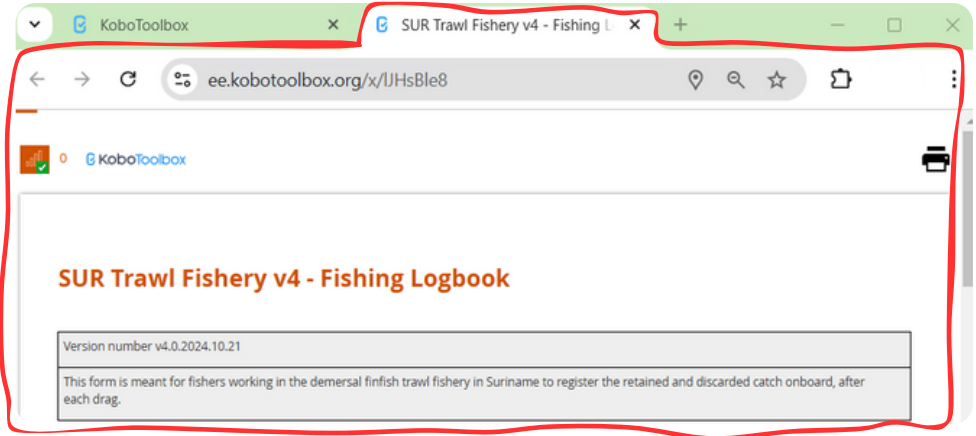 KoboToolbox
SUR Trawl Fishery v4 - Fishing L
ee.kobotoolbox.org/x/lJHsBle8
0 KoboToolbox
SUR Trawl Fishery v4 - Fishing Logbook
Version number v4.0.2024.10.21
This form is meant for fishers working in the demersal finfish trawl fishery in Suriname to register the retained and discarded catch onboard, after
each drag.